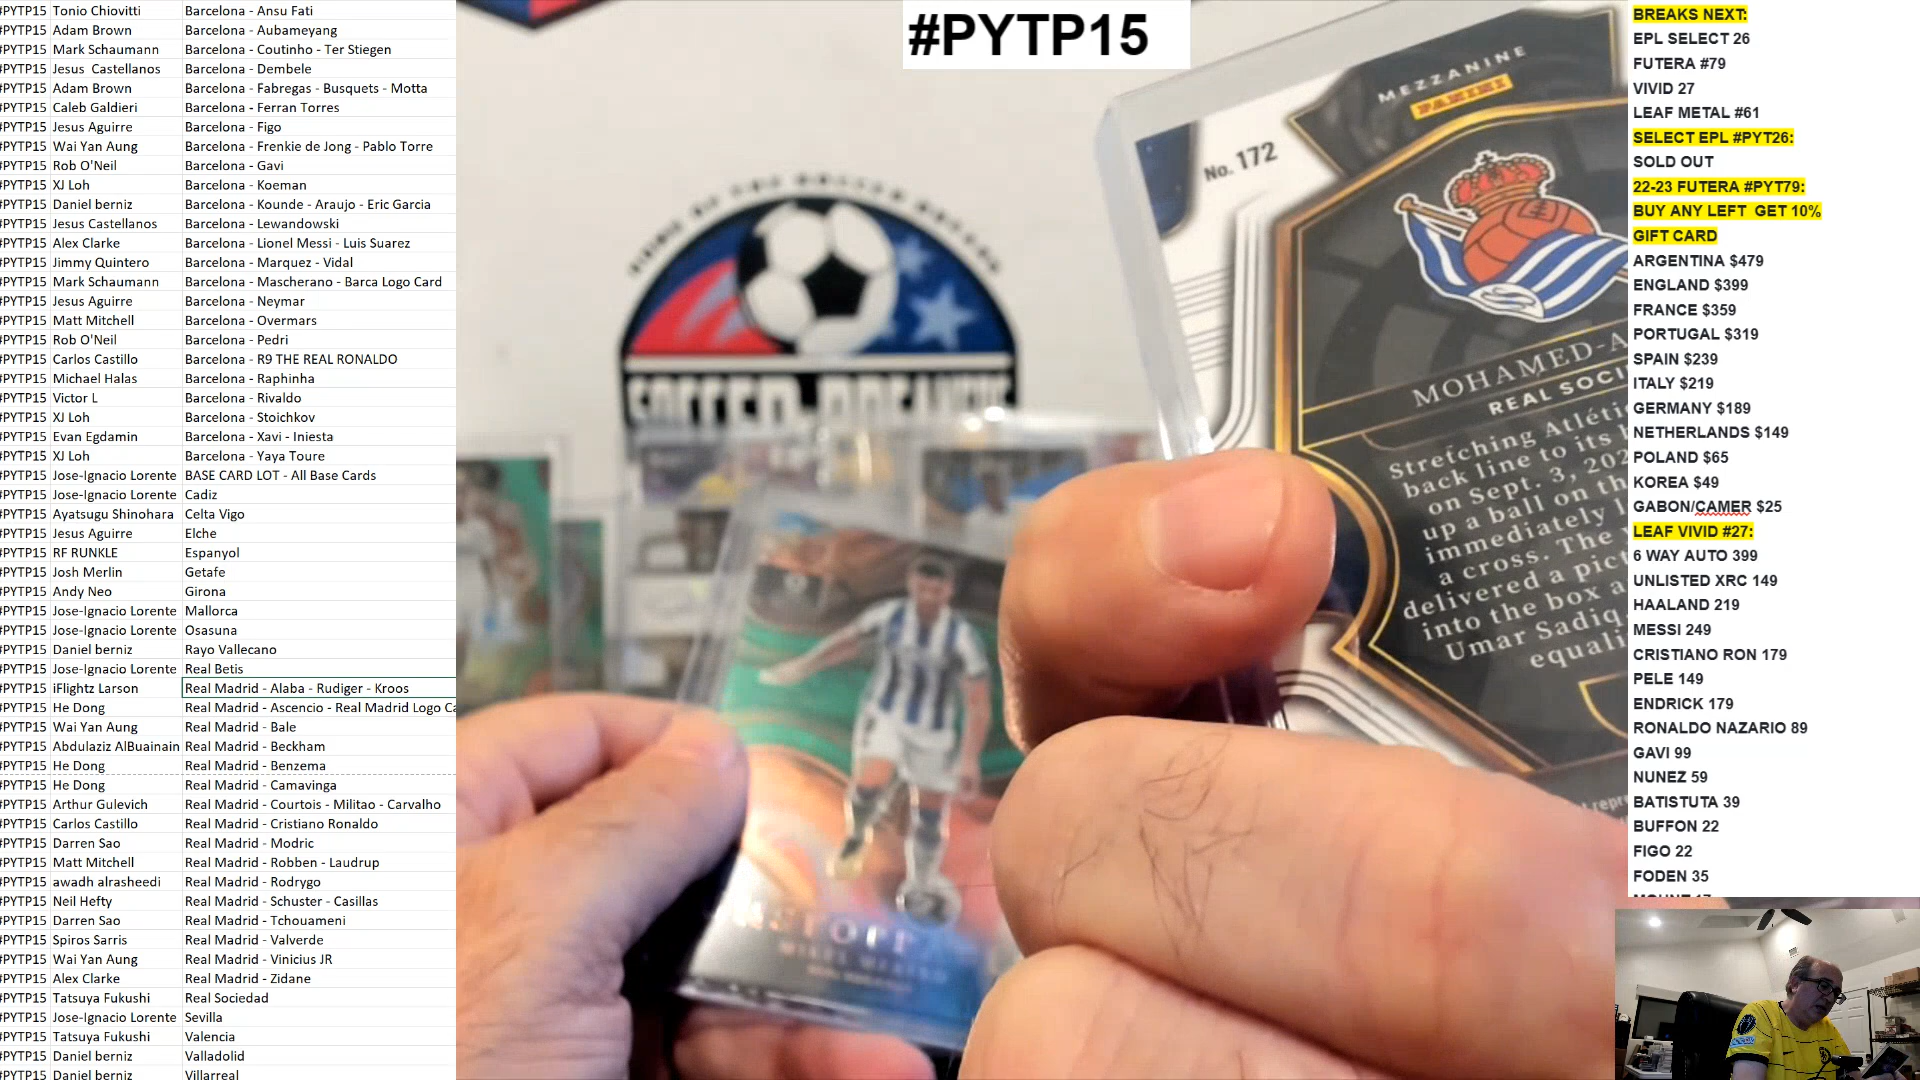 #PYTP15 Tonio Chiovitti Barcelona - Ansu Fati
#PYTP15 Adam Brown Barcelona - Aubameyang
#PYTP15 Mark Schaumann Barcelona - Coutinho - Ter Stiegen
#PYTP15 Jesus Castellanos Barcelona - Dembele
#PYTP15 Adam Brown Barcelona - Fabregas - Busquets - Motta
#PYTP15 Caleb Galdieri Barcelona - Ferran Torres
#PYTP15 Jesus Aguirre Barcelona - Figo
#PYTP15 Wai Yan Aung Barcelona - Frenkie de Jong - Pablo Torre
#PYTP15 Rob O'Neil Barcelona - Gavi
#PYTP15 XJ Loh Barcelona - Koeman
#PYTP15 Daniel berniz Barcelona - Kounde - Araujo - Eric Garcia
#PYTP15 Jesus Castellanos Barcelona - Lewandowski
#PYTP15 Alex Clarke Barcelona - Lionel Messi - Luis Suarez
#PYTP15 Jimmy Quintero Barcelona - Marquez - Vidal
#PYTP15 Mark Schaumann Barcelona - Mascherano - Barca Logo Card
#PYTP15 Jesus Aguirre Barcelona - Neymar
#PYTP15 Matt Mitchell Barcelona - Overmars
#PYTP15 Rob O'Neil Barcelona - Pedri
#PYTP15 Carlos Castillo Barcelona - R9 THE REAL RONALDO
#PYTP15 Michael Halas Barcelona - Raphinha
#PYTP15 Victor L Barcelona - Rivaldo
#PYTP15 XJ Loh Barcelona - Stoichkov
#PYTP15 Evan Egdamin Barcelona - Xavi - Iniesta
#PYTP15 XJ Loh Barcelona - Yaya Toure
#PYTP15 Jose-Ignacio Lorente BASE CARD LOT - All Base Cards
#PYTP15 Jose-Ignacio Lorente Cadiz
#PYTP15 Ayatsugu Shinohara Celta Vigo
#PYTP15 Jesus Aguirre Elche
#PYTP15 RF RUNKLE Espanyol
#PYTP15 Josh Merlin Getafe
#PYTP15 Andy Neo Girona
#PYTP15 Jose-Ignacio Lorente Mallorca
#PYTP15 Jose-Ignacio Lorente Osasuna
#PYTP15 Daniel berniz Rayo Vallecano
#PYTP15 Jose-Ignacio Lorente Real Betis
#PYTP15 iFlightz Larson Real Madrid - Alaba - Rudiger - Kroos
#PYTP15 He Dong Real Madrid - Ascencio - Real Madrid Logo Ca
#PYTP15 Wai Yan Aung Real Madrid - Bale
#PYTP15 Abdulaziz AlBuainain Real Madrid - Beckham
#PYTP15 He Dong Real Madrid - Benzema
#PYTP15 He Dong Real Madrid - Camavinga
#PYTP15 Arthur Gulevich Real Madrid - Courtois - Militao - Carvalho
#PYTP15 Carlos Castillo Real Madrid - Cristiano Ronaldo
#PYTP15 Darren Sao Real Madrid - Modric
#PYTP15 Matt Mitchell Real Madrid - Robben - Laudrup
#PYTP15 awadh alrasheedi Real Madrid - Rodrygo
#PYTP15 Neil Hefty Real Madrid - Schuster - Casillas
#PYTP15 Darren Sao Real Madrid - Tchouameni
#PYTP15 Spiros Sarris Real Madrid - Valverde
#PYTP15 Wai Yan Aung Real Madrid - Vinicius JR
#PYTP15 Alex Clarke Real Madrid - Zidane
#PYTP15 Tatsuya Fukushi Real Sociedad
#PYTP15 Jose-Ignacio Lorente Sevilla
#PYTP15 Tatsuya Fukushi Valencia
#PYTP15 Daniel berniz Valladolid
#PYTP15 Daniel berniz Villarreal
#PYTP15
MEZZANINE
PANINI
No. 172
MOHAMED-A
REAL SOCI
Stretching Atléti
back line to its
on Sept. 3, 202
up a ball on th
immediately l
a cross. The
delivered a pict
into the box a
Umar Sadiq
equali
BREAKS NEXT:
EPL SELECT 26
FUTERA #79
VIVID 27
LEAF METAL #61
SELECT EPL #PYT26:
SOLD OUT
22-23 FUTERA #PYT79:
BUY ANY LEFT GET 10%
GIFT CARD
ARGENTINA $479
ENGLAND $399
FRANCE $359
PORTUGAL $319
SPAIN $239
ITALY $219
GERMANY $189
NETHERLANDS $149
POLAND $65
KOREA $49
GABON/CAMER $25
LEAF VIVID #27:
6 WAY AUTO 399
UNLISTED XRC 149
HAALAND 219
MESSI 249
CRISTIANO RON 179
PELE 149
ENDRICK 179
RONALDO NAZARIO 89
GAVI 99
NUNEZ 59
BATISTUTA 39
BUFFON 22
FIGO 22
FODEN 35